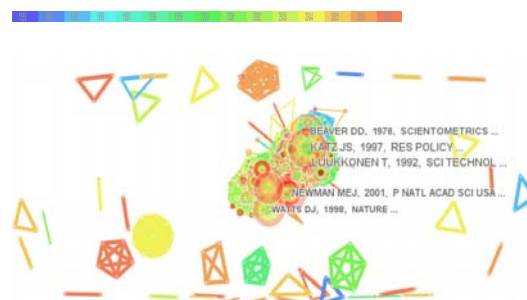 BEAVER DD, 1978, SCIENTOMETRICS ...
KATZ JS, 1997, RES POLICY ...
LUUKKONEN T, 1992, SCI TECHNOL ...
NEWMAN MEJ, 2001, P NATL ACAD SCI USA ...
WATTS DJ, 1998, NATURE ...